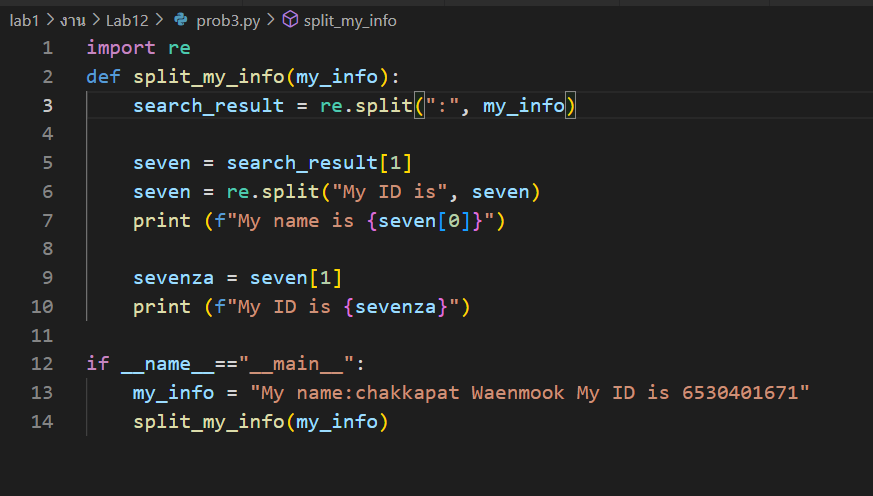 lab1 > งาน > Lab12 > prob3.py > split_my_info
1 import re
2 def split_my_info(my_info):
3     search_result = re.split(":", my_info)
4
5     seven = search_result[1]
6     seven = re.split("My ID is", seven)
7     print (f"My name is {seven[0]}")
8
9     sevenza = seven[1]
10     print (f"My ID is {sevenza}")
11
12 if __name__=="__main__":
13     my_info = "My name:chakkapat Waenmook My ID is 6530401671"
14     split_my_info(my_info)